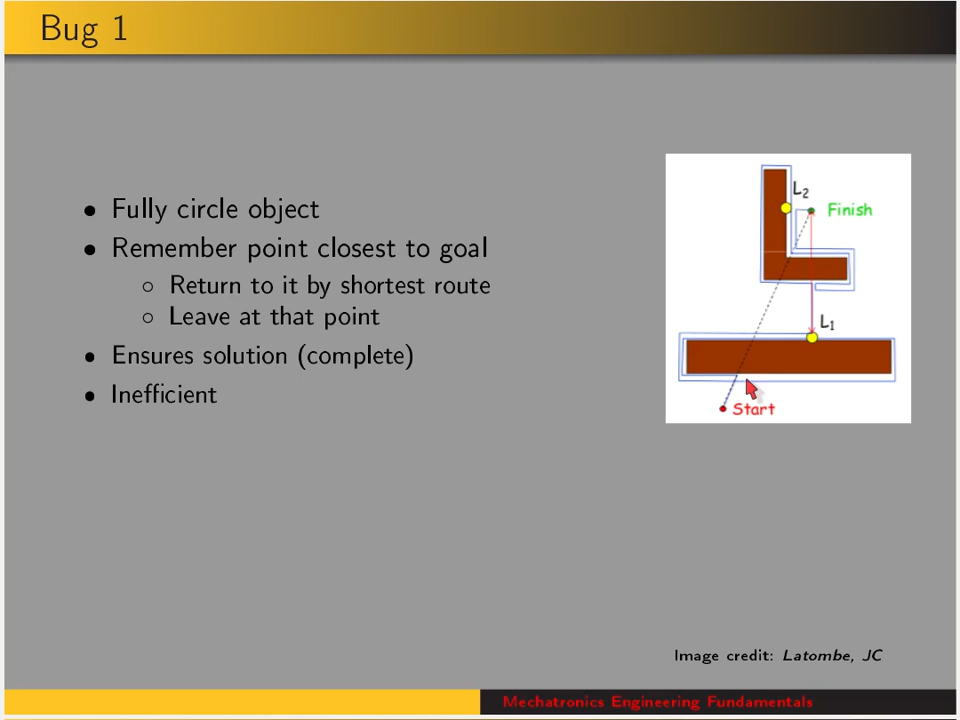 Bug 1
• Fully circle object
• Remember point closest to goal
◦ Return to it by shortest route
◦ Leave at that point
• Ensures solution (complete)
• Inefficient
L2
Finish
L1
Start
Image credit: Latombe, JC
Mechatronics Engineering Fundamentals